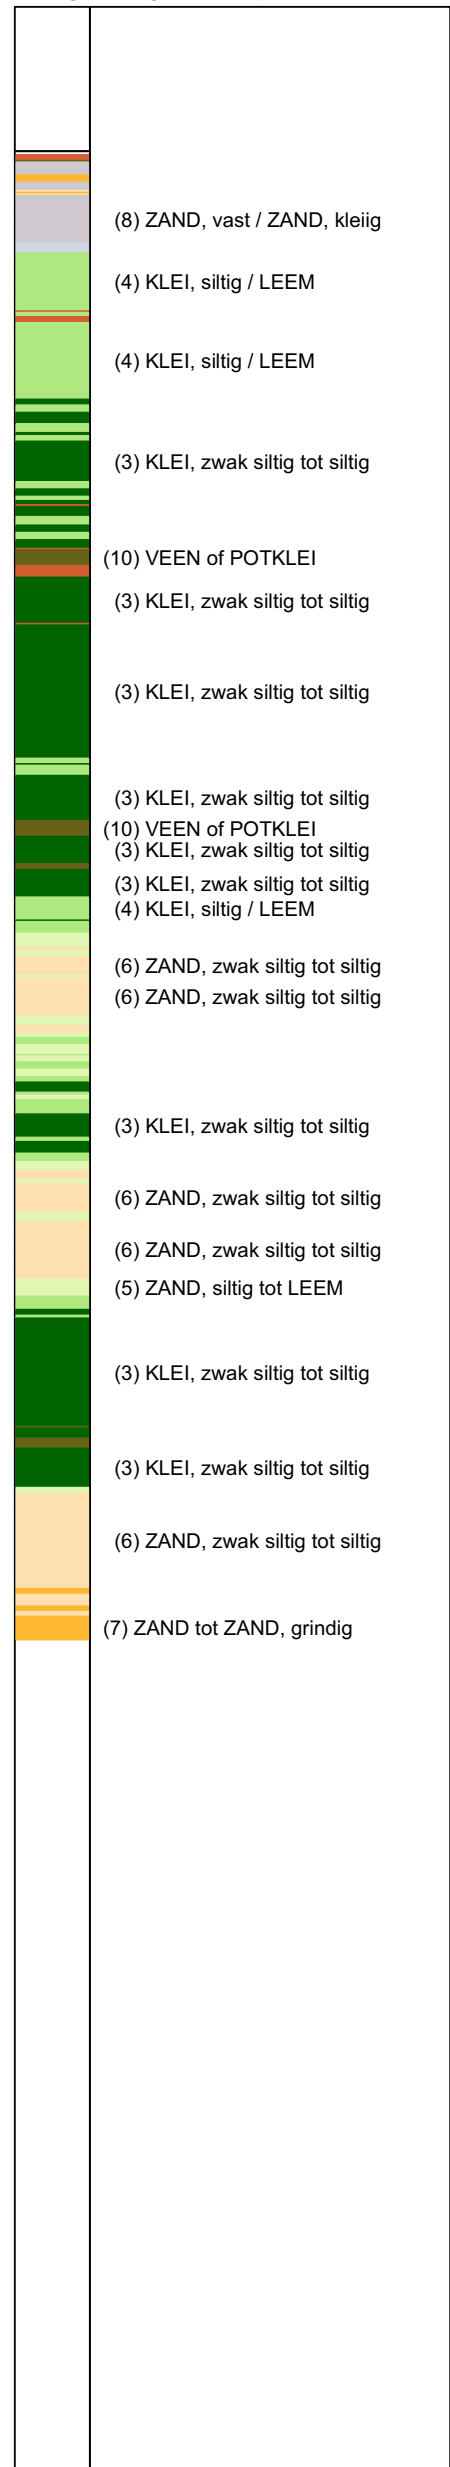 (8) ZAND, vast / ZAND, kleiig
(4) KLEI, siltig / LEEM
(4) KLEI, siltig / LEEM
(3) KLEI, zwak siltig tot siltig
(10) VEEN of POTKLEI
(3) KLEI, zwak siltig tot siltig
(3) KLEI, zwak siltig tot siltig
(3) KLEI, zwak siltig tot siltig
(10) VEEN of POTKLEI
(3) KLEI, zwak siltig tot siltig
(3) KLEI, zwak siltig tot siltig
(4) KLEI, siltig / LEEM
(6) ZAND, zwak siltig tot siltig
(6) ZAND, zwak siltig tot siltig
(3) KLEI, zwak siltig tot siltig
(6) ZAND, zwak siltig tot siltig
(6) ZAND, zwak siltig tot siltig
(5) ZAND, siltig tot LEEM
(3) KLEI, zwak siltig tot siltig
(3) KLEI, zwak siltig tot siltig
(6) ZAND, zwak siltig tot siltig
(7) ZAND tot ZAND, grindig